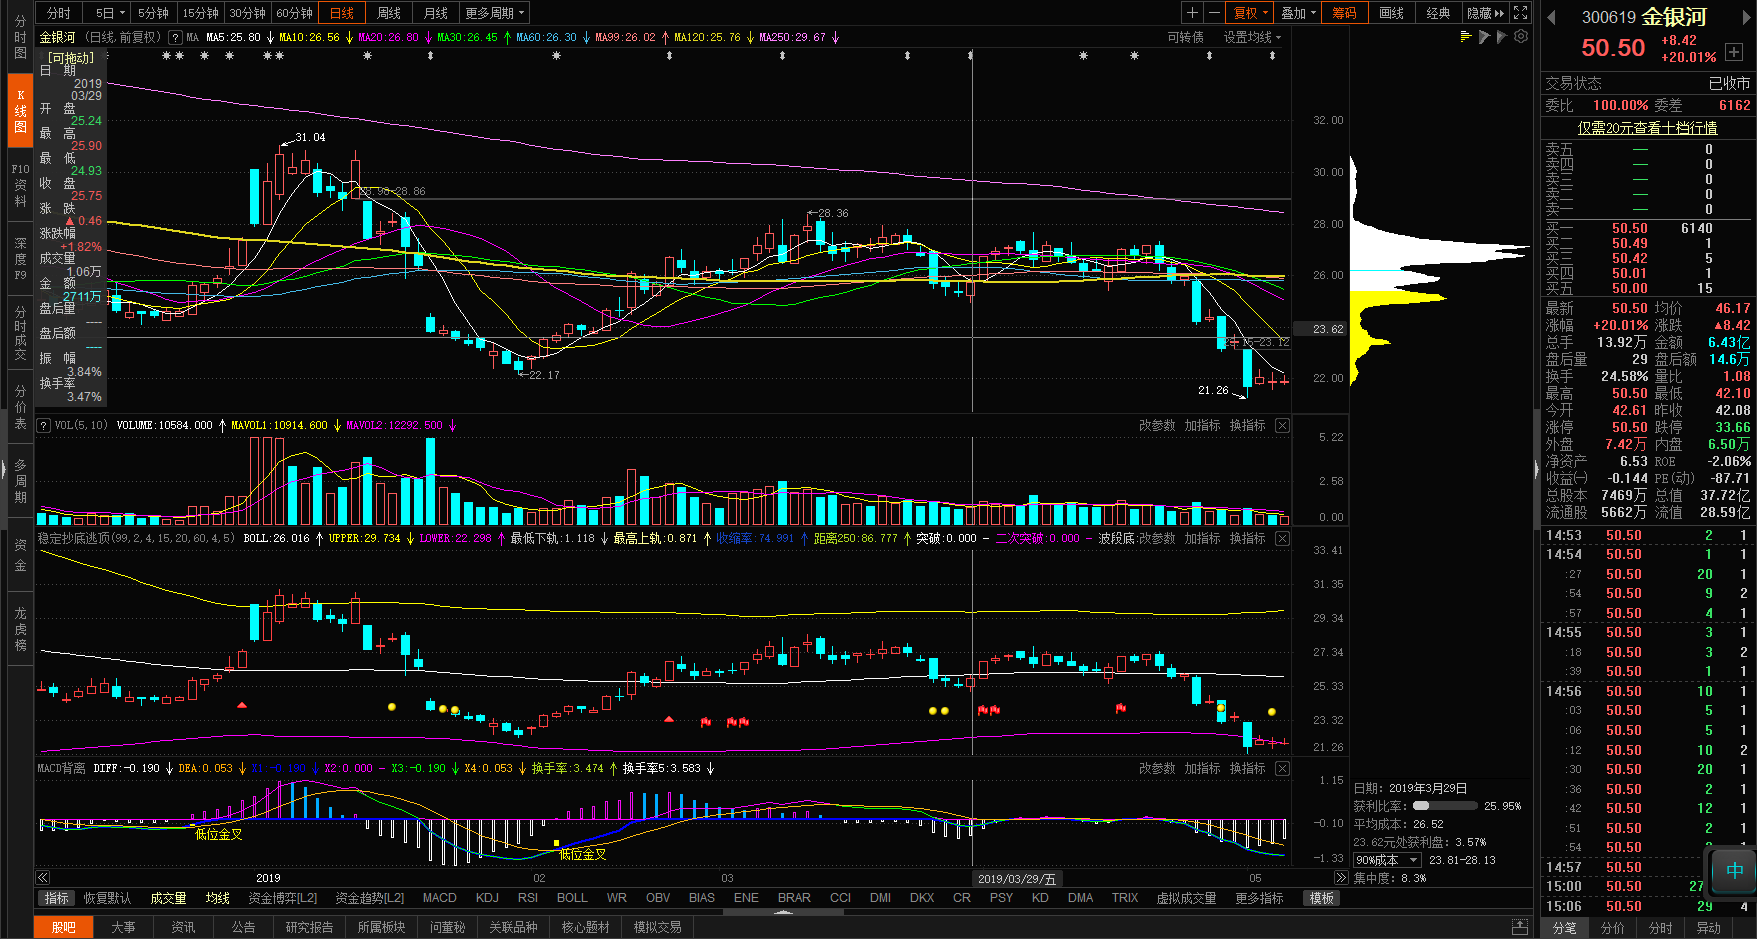 分时 5日 5分钟 15分钟 30分钟 60分钟 日线 周线 月线 更多周期
复权 叠加 筹码 画线 经典 隐藏
300619 金银河
50.50 +8.42
+20.01%
金银河 (日线,前复权) ? MA MA5:25.80 ↓ MA10:26.56 ↓ MA20:26.80 ↓ MA30:26.45 ↑ MA60:26.30 ↓ MA99:26.02 ↑ MA120:25.76 ↓ MA250:29.67 ↓ 可转债 设置均线
分时图
K线图
F10资料
深度F9
分时成交
分价表
多周期
资金
龙虎榜
[可拖动]
日 期
2019
03/29
开 盘
25.24
最 高
25.90
最 低
24.93
收 盘
25.75
涨 跌
▲0.46
涨跌幅
+1.82%
成交量
1.06万
金 额
2711万
盘后量
----
盘后额
----
振 幅
3.84%
换手率
3.47%
31.04
28.36
22.17
21.26
32.00
30.00
28.00
26.00
23.62
22.00
? VOL(5,10) VOLUME:10584.000 ↑ MAVOL1:10914.600 ↓ MAVOL2:12292.500 ↓ 改参数 加指标 换指标
5.22
2.58
0.00
稳定抄底逃顶(99,2,4,15,20,60,4,5) BOLL:26.016 ↑ UPPER:29.734 ↓ LOWER:22.298 ↑ 最低下轨:1.118 ↓ 最高上轨:0.871 ↑ 收缩率:74.991 ↑ 距离250:86.777 ↑ 突破:0.000 − 二次突破:0.000 − 波段底: 改参数 加指标 换指标
33.41
31.35
29.34
27.34
25.33
23.32
21.26
MACD背离 DIFF:-0.190 ↓ DEA:0.053 ↓ X1:-0.190 ↓ X2:0.000 − X3:-0.190 ↓ X4:0.053 ↓ 换手率:3.474 ↑ 换手率5:3.583 ↓ 改参数 加指标 换指标
低位金叉
低位金叉
1.15
-0.10
-1.33
2019 02 03 2019/03/29/五 05
指标 恢复默认 成交量 均线 资金博弈[L2] 资金趋势[L2] MACD KDJ RSI BOLL WR OBV BIAS ENE BRAR CCI DMI DKX CR PSY KD DMA TRIX 虚拟成交量 更多指标 模板
股吧 大事 资讯 公告 研究报告 所属板块 问董秘 关联品种 核心题材 模拟交易
日期: 2019年3月29日
获利比率: 25.95%
平均成本: 26.52
23.62元处获利盘: 3.57%
90%成本 23.81-28.13
集中度: 8.3%
交易状态 已收市
委比 100.00% 委差 6162
仅需20元查看十档行情
卖五 — 0
卖四 — 0
卖三 — 0
卖二 — 0
卖一 — 0
买一 50.50 6140
买二 50.49 1
买三 50.42 5
买四 50.01 1
买五 50.00 15
最新 50.50 均价 46.17
涨幅 +20.01% 涨跌 ▲8.42
总手 13.92万 金额 6.43亿
盘后量 29 盘后额 14.6万
换手 24.58% 量比 1.08
最高 50.50 最低 42.10
今开 42.61 昨收 42.08
涨停 50.50 跌停 33.66
外盘 7.42万 内盘 6.50万
净资产 6.53 ROE -2.06%
收益(一) -0.144 PE(动) -87.71
总股本 7469万 总值 37.72亿
流通股 5662万 流值 28.59亿
14:53 50.50 2 1
14:54 50.50 1 1
:27 50.50 20 1
:54 50.50 9 2
:57 50.50 4 1
14:55 50.50 3 1
:18 50.50 3 2
:39 50.50 1 1
14:56 50.50 10 1
:03 50.50 5 1
:06 50.50 5 1
:12 50.50 10 2
:30 50.50 20 1
:36 50.50 2 1
:42 50.50 12 1
:51 50.50 2 1
:54 50.50 2
14:57 50.50
15:00 50.50 27
15:06 50.50 29 4
中
分笔 分价 分时 异动